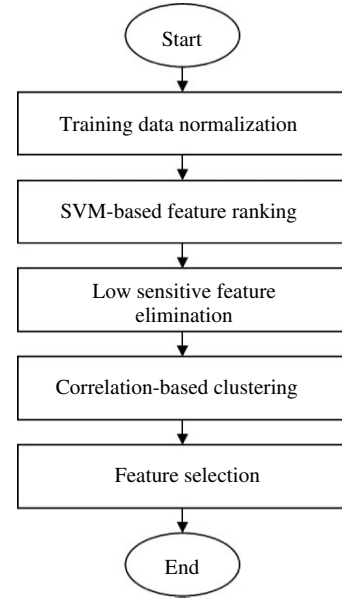 Start
Training data normalization
SVM-based feature ranking
Low sensitive feature
elimination
Correlation-based clustering
Feature selection
End